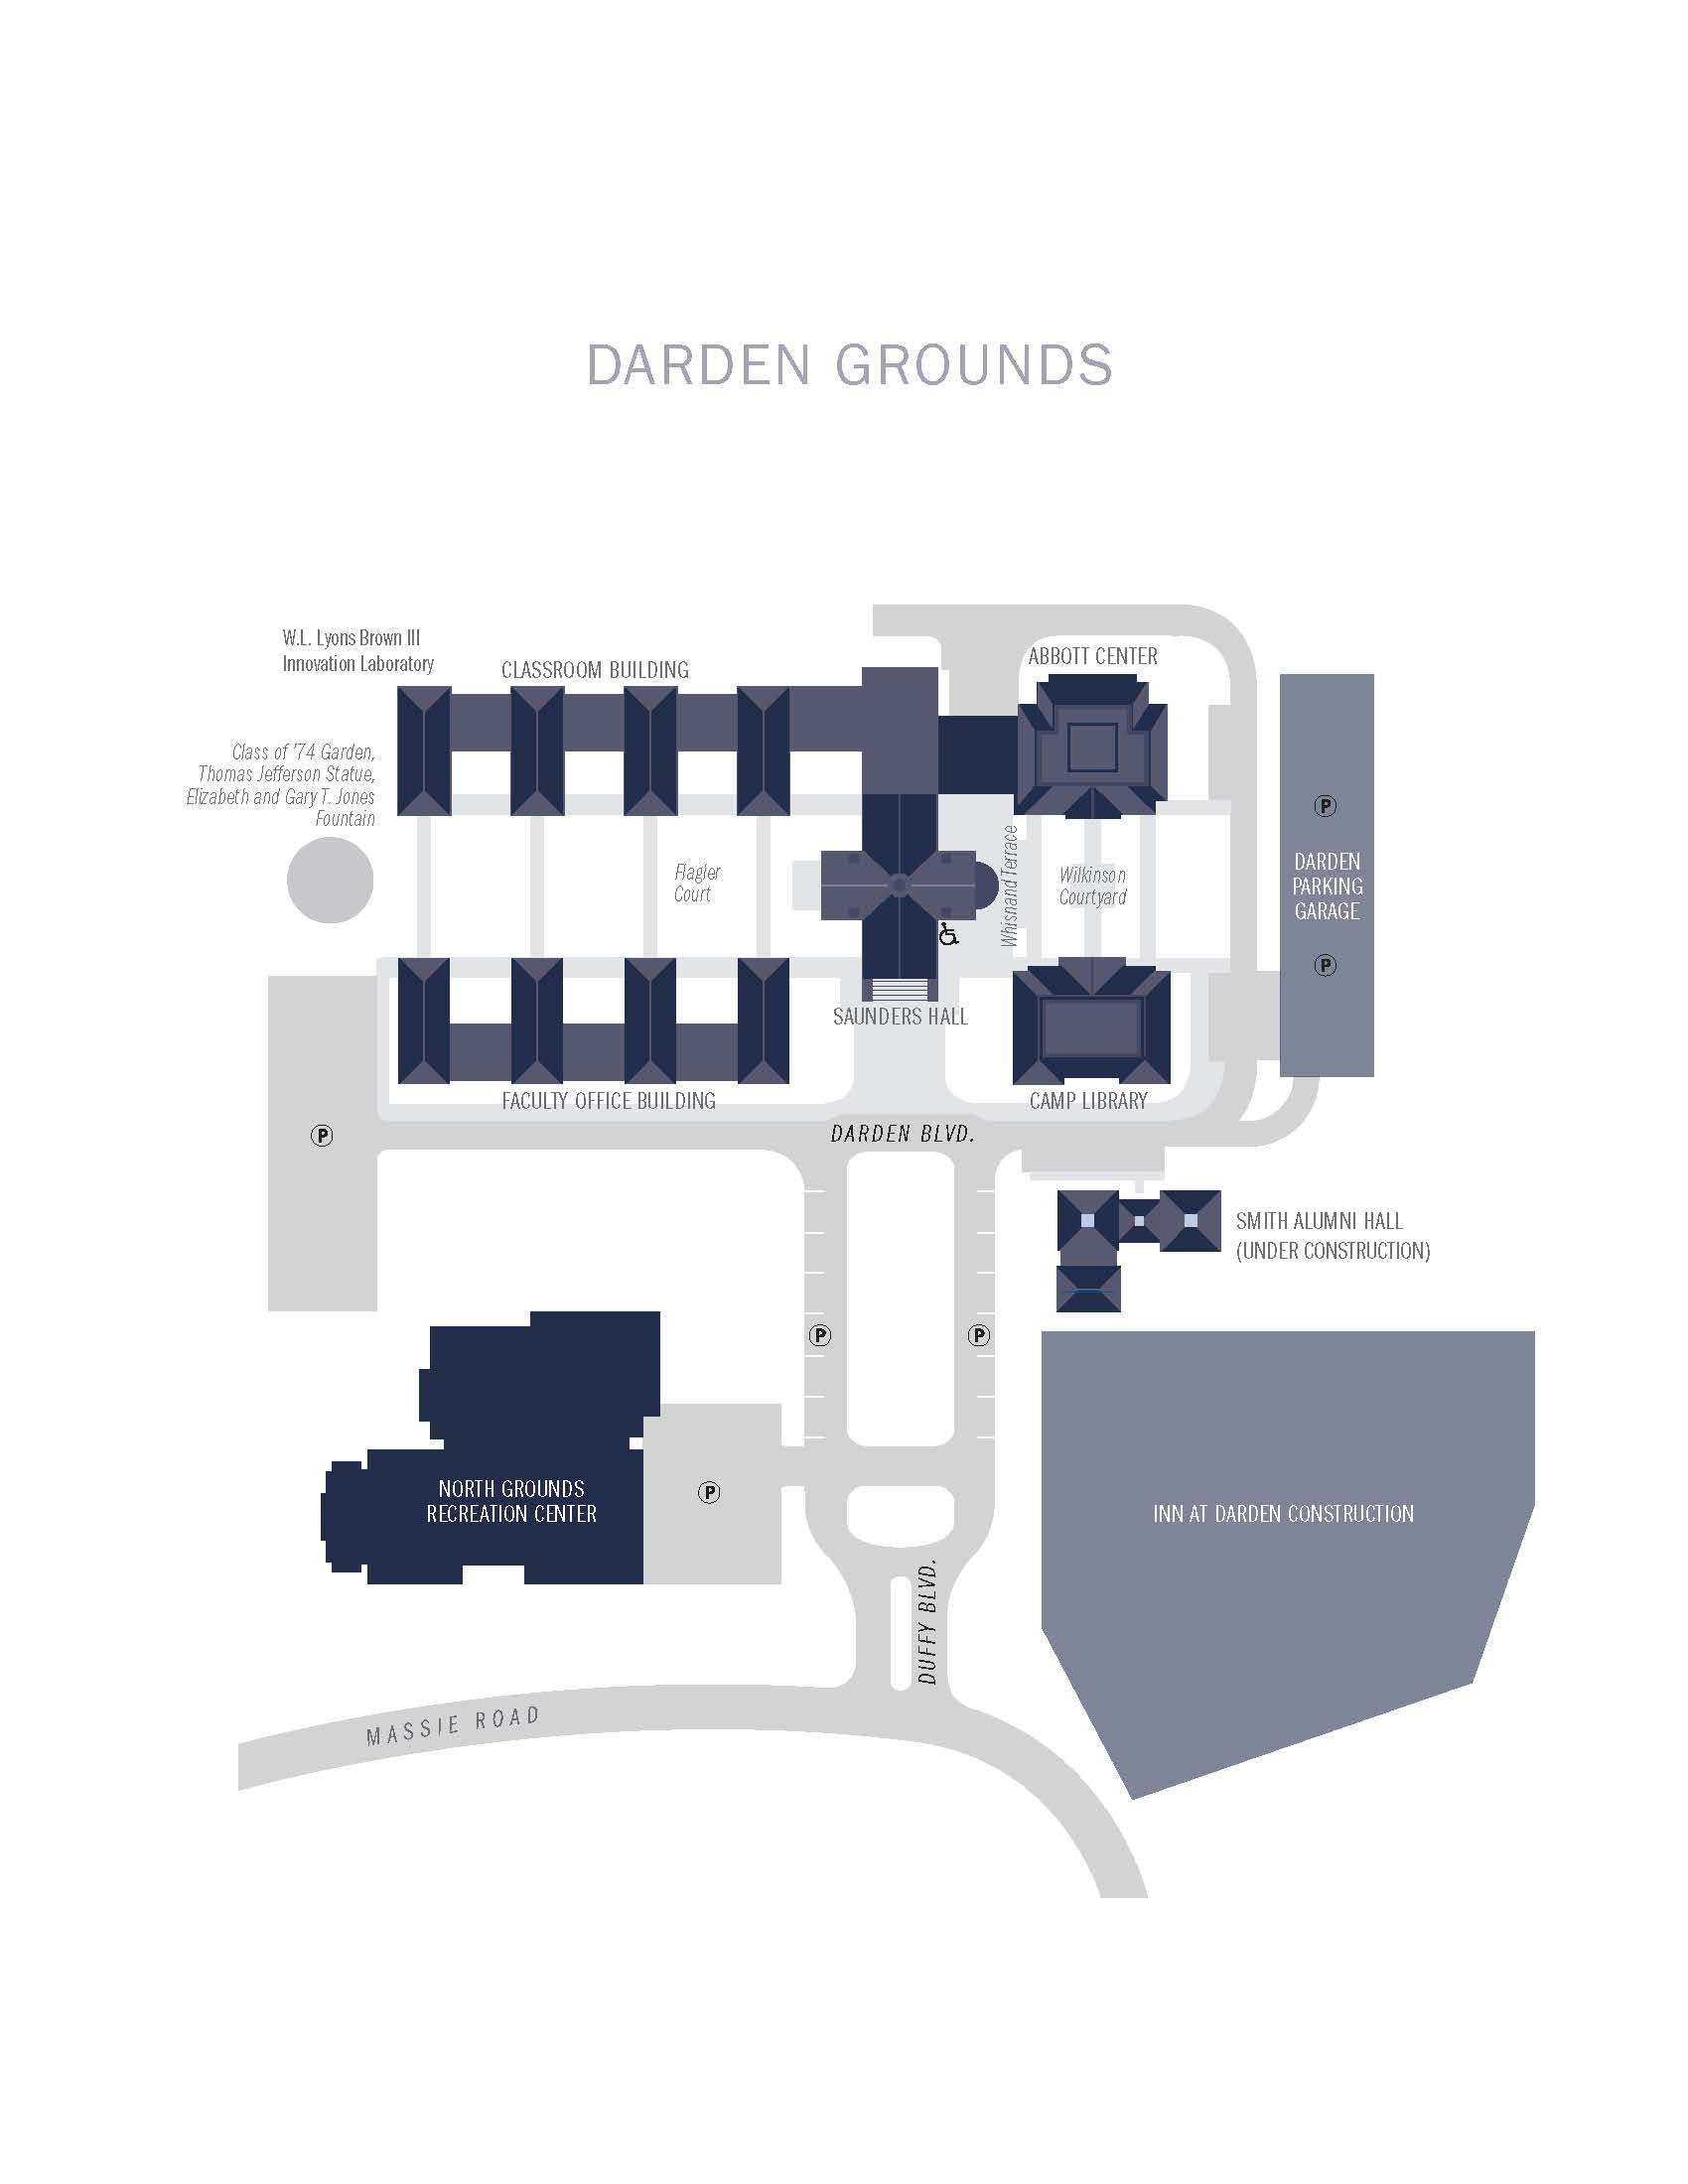 DARDEN GROUNDS
W.L. Lyons Brown III
Innovation Laboratory
CLASSROOM BUILDING
ABBOTT CENTER
Class of '74 Garden,
Thomas Jefferson Statue,
Elizabeth and Gary T. Jones
Fountain
Flagler
Court
Whisnand Terrace
Wilkinson
Courtyard
P
DARDEN
PARKING
GARAGE
P
SAUNDERS HALL
FACULTY OFFICE BUILDING
CAMP LIBRARY
P
DARDEN BLVD.
SMITH ALUMNI HALL
(UNDER CONSTRUCTION)
P
P
NORTH GROUNDS
RECREATION CENTER
P
INN AT DARDEN CONSTRUCTION
DUFFY BLVD.
MASSIE ROAD